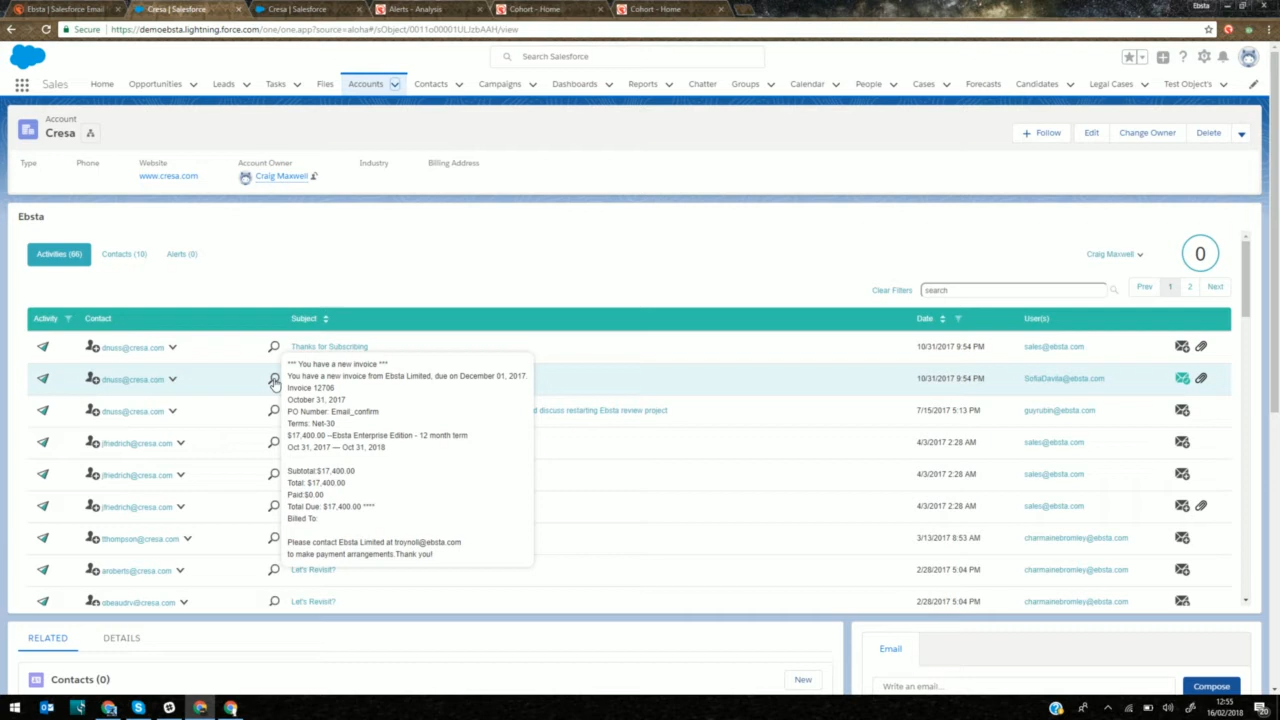 Ebsta | Salesforce Email
Cresa | Salesforce
Cresa | Salesforce
Alerts - Analysis
Cohort - Home
Cohort - Home
Ebsta
Secure | https://demoebsta.lightning.force.com/one/one.app?source=aloha#/sObject/0011o00001ULIzbAAH/view
Search Salesforce
Sales Home Opportunities Leads Tasks Files Accounts Contacts Campaigns Dashboards Reports Chatter Groups Calendar People Cases Forecasts Candidates Legal Cases Test Object's
Account
Cresa
Follow Edit Change Owner Delete
Type Phone Website Account Owner Industry Billing Address
www.cresa.com Craig Maxwell
Ebsta
Activities (66) Contacts (10) Alerts (0) Craig Maxwell 0
Clear Filters search Prev 1 2 Next
Activity Contact Subject Date User(s)
dnuss@cresa.com Thanks for Subscribing 10/31/2017 9:54 PM sales@ebsta.com
dnuss@cresa.com 10/31/2017 9:54 PM SofiaDavila@ebsta.com
dnuss@cresa.com d discuss restarting Ebsta review project 7/15/2017 5:13 PM guyrubin@ebsta.com
jfriedrich@cresa.com 4/3/2017 2:28 AM sales@ebsta.com
jfriedrich@cresa.com 4/3/2017 2:28 AM sales@ebsta.com
jfriedrich@cresa.com 4/3/2017 2:28 AM sales@ebsta.com
tthompson@cresa.com 3/13/2017 8:53 AM charmainebromley@ebsta.com
aroberts@cresa.com Let's Revisit? 2/28/2017 5:04 PM charmainebromley@ebsta.com
obeaudry@cresa.com Let's Revisit? 2/28/2017 5:04 PM charmainebromley@ebsta.com
*** You have a new invoice ***
You have a new invoice from Ebsta Limited, due on December 01, 2017.
Invoice 12706
October 31, 2017
PO Number: Email_confirm
Terms: Net-30
$17,400.00 --Ebsta Enterprise Edition - 12 month term
Oct 31, 2017 — Oct 31, 2018
Subtotal:$17,400.00
Total: $17,400.00
Paid:$0.00
Total Due: $17,400.00 ****
Billed To:
Please contact Ebsta Limited at troynoll@ebsta.com
to make payment arrangements.Thank you!
RELATED DETAILS
Contacts (0) New
Email
Write an email... Compose
12:55
16/02/2018
20